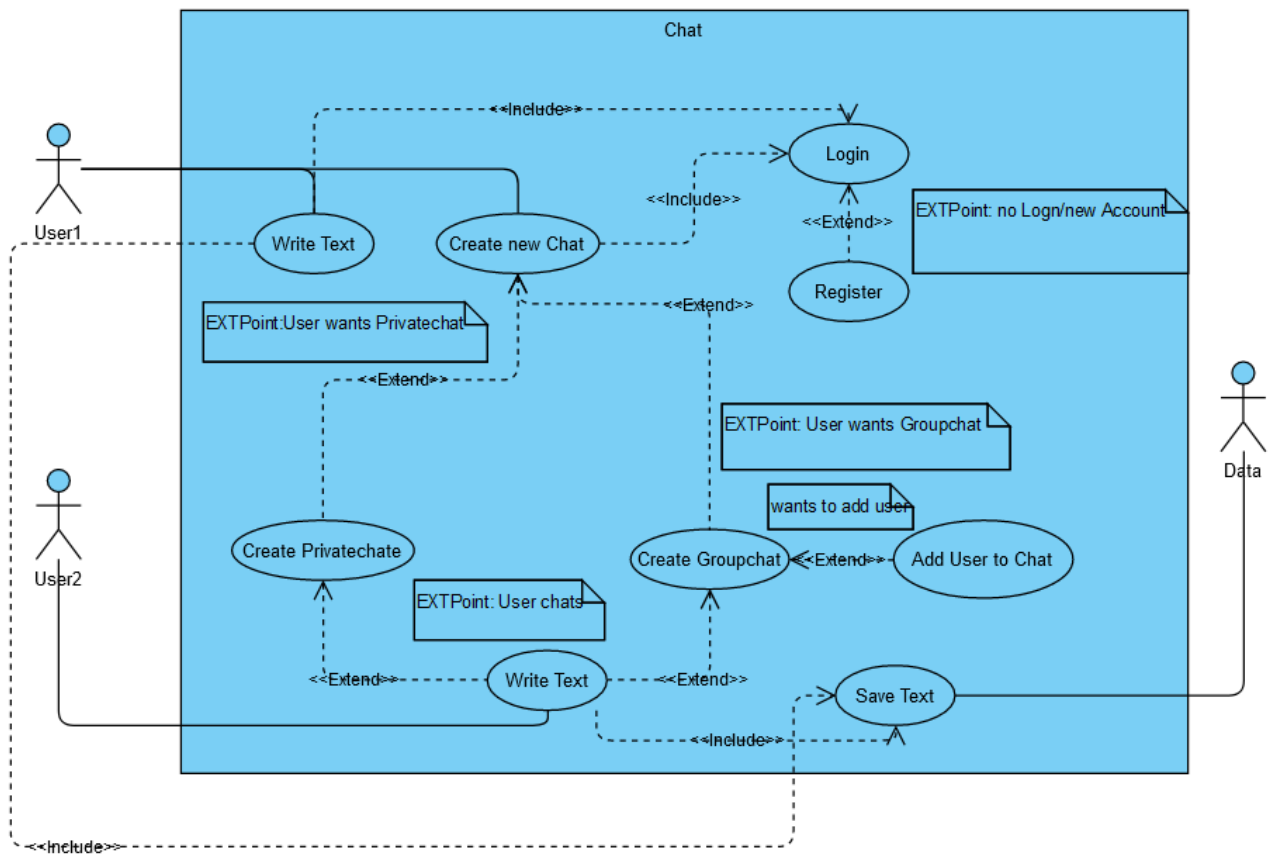 Chat
<<Include>>
Login
<<Include>>
EXTPoint: no Logn/new Account
<<Extend>>
User1
Write Text
Create new Chat
Register
<<Extend>>
EXTPoint:User wants Privatechat
<<Extend>>
EXTPoint: User wants Groupchat
Data
wants to add user
Create Privatechate
Create Groupchat
<<Extend>>
Add User to Chat
User2
EXTPoint: User chats
<<Extend>>
Write Text
<<Extend>>
Save Text
<<Include>>
<<Include>>